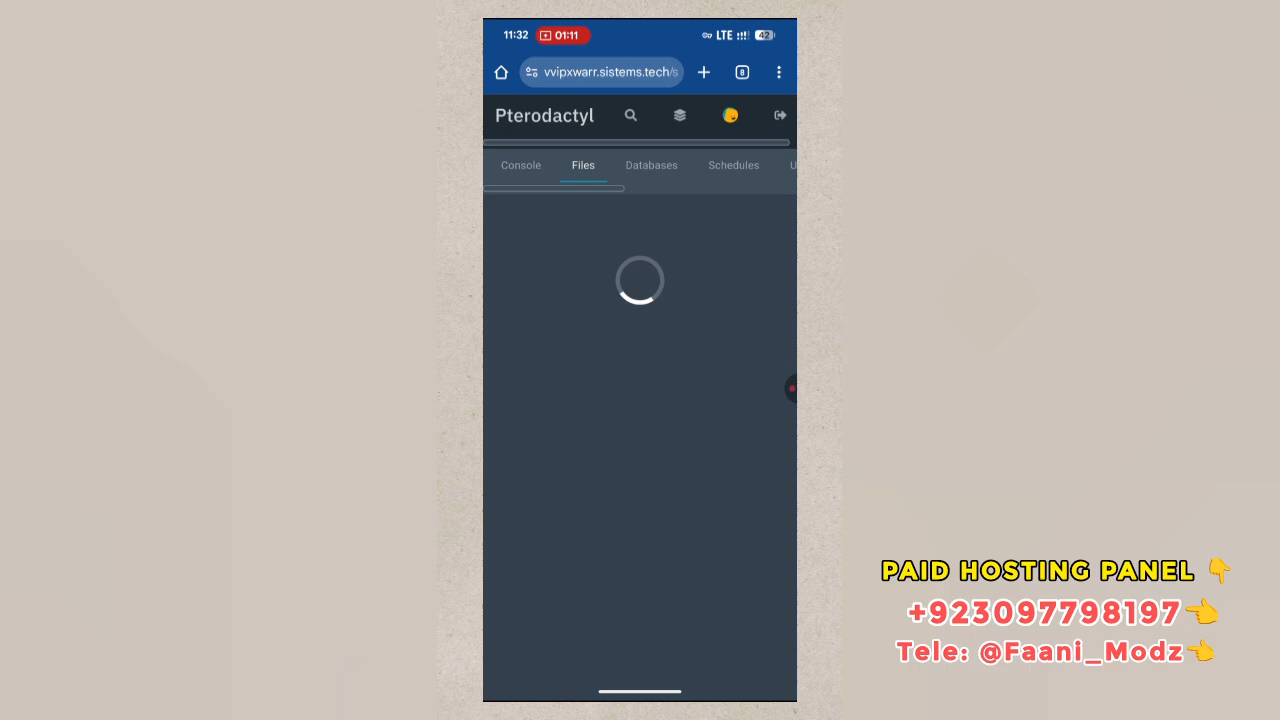 11:32 01:11 LTE 42
vvipxwarr.sistems.tech/s 8
Pterodactyl
Console Files Databases Schedules U
PAID HOSTING PANEL 👇
+923097798197👈
Tele: @Faani_Modz👈